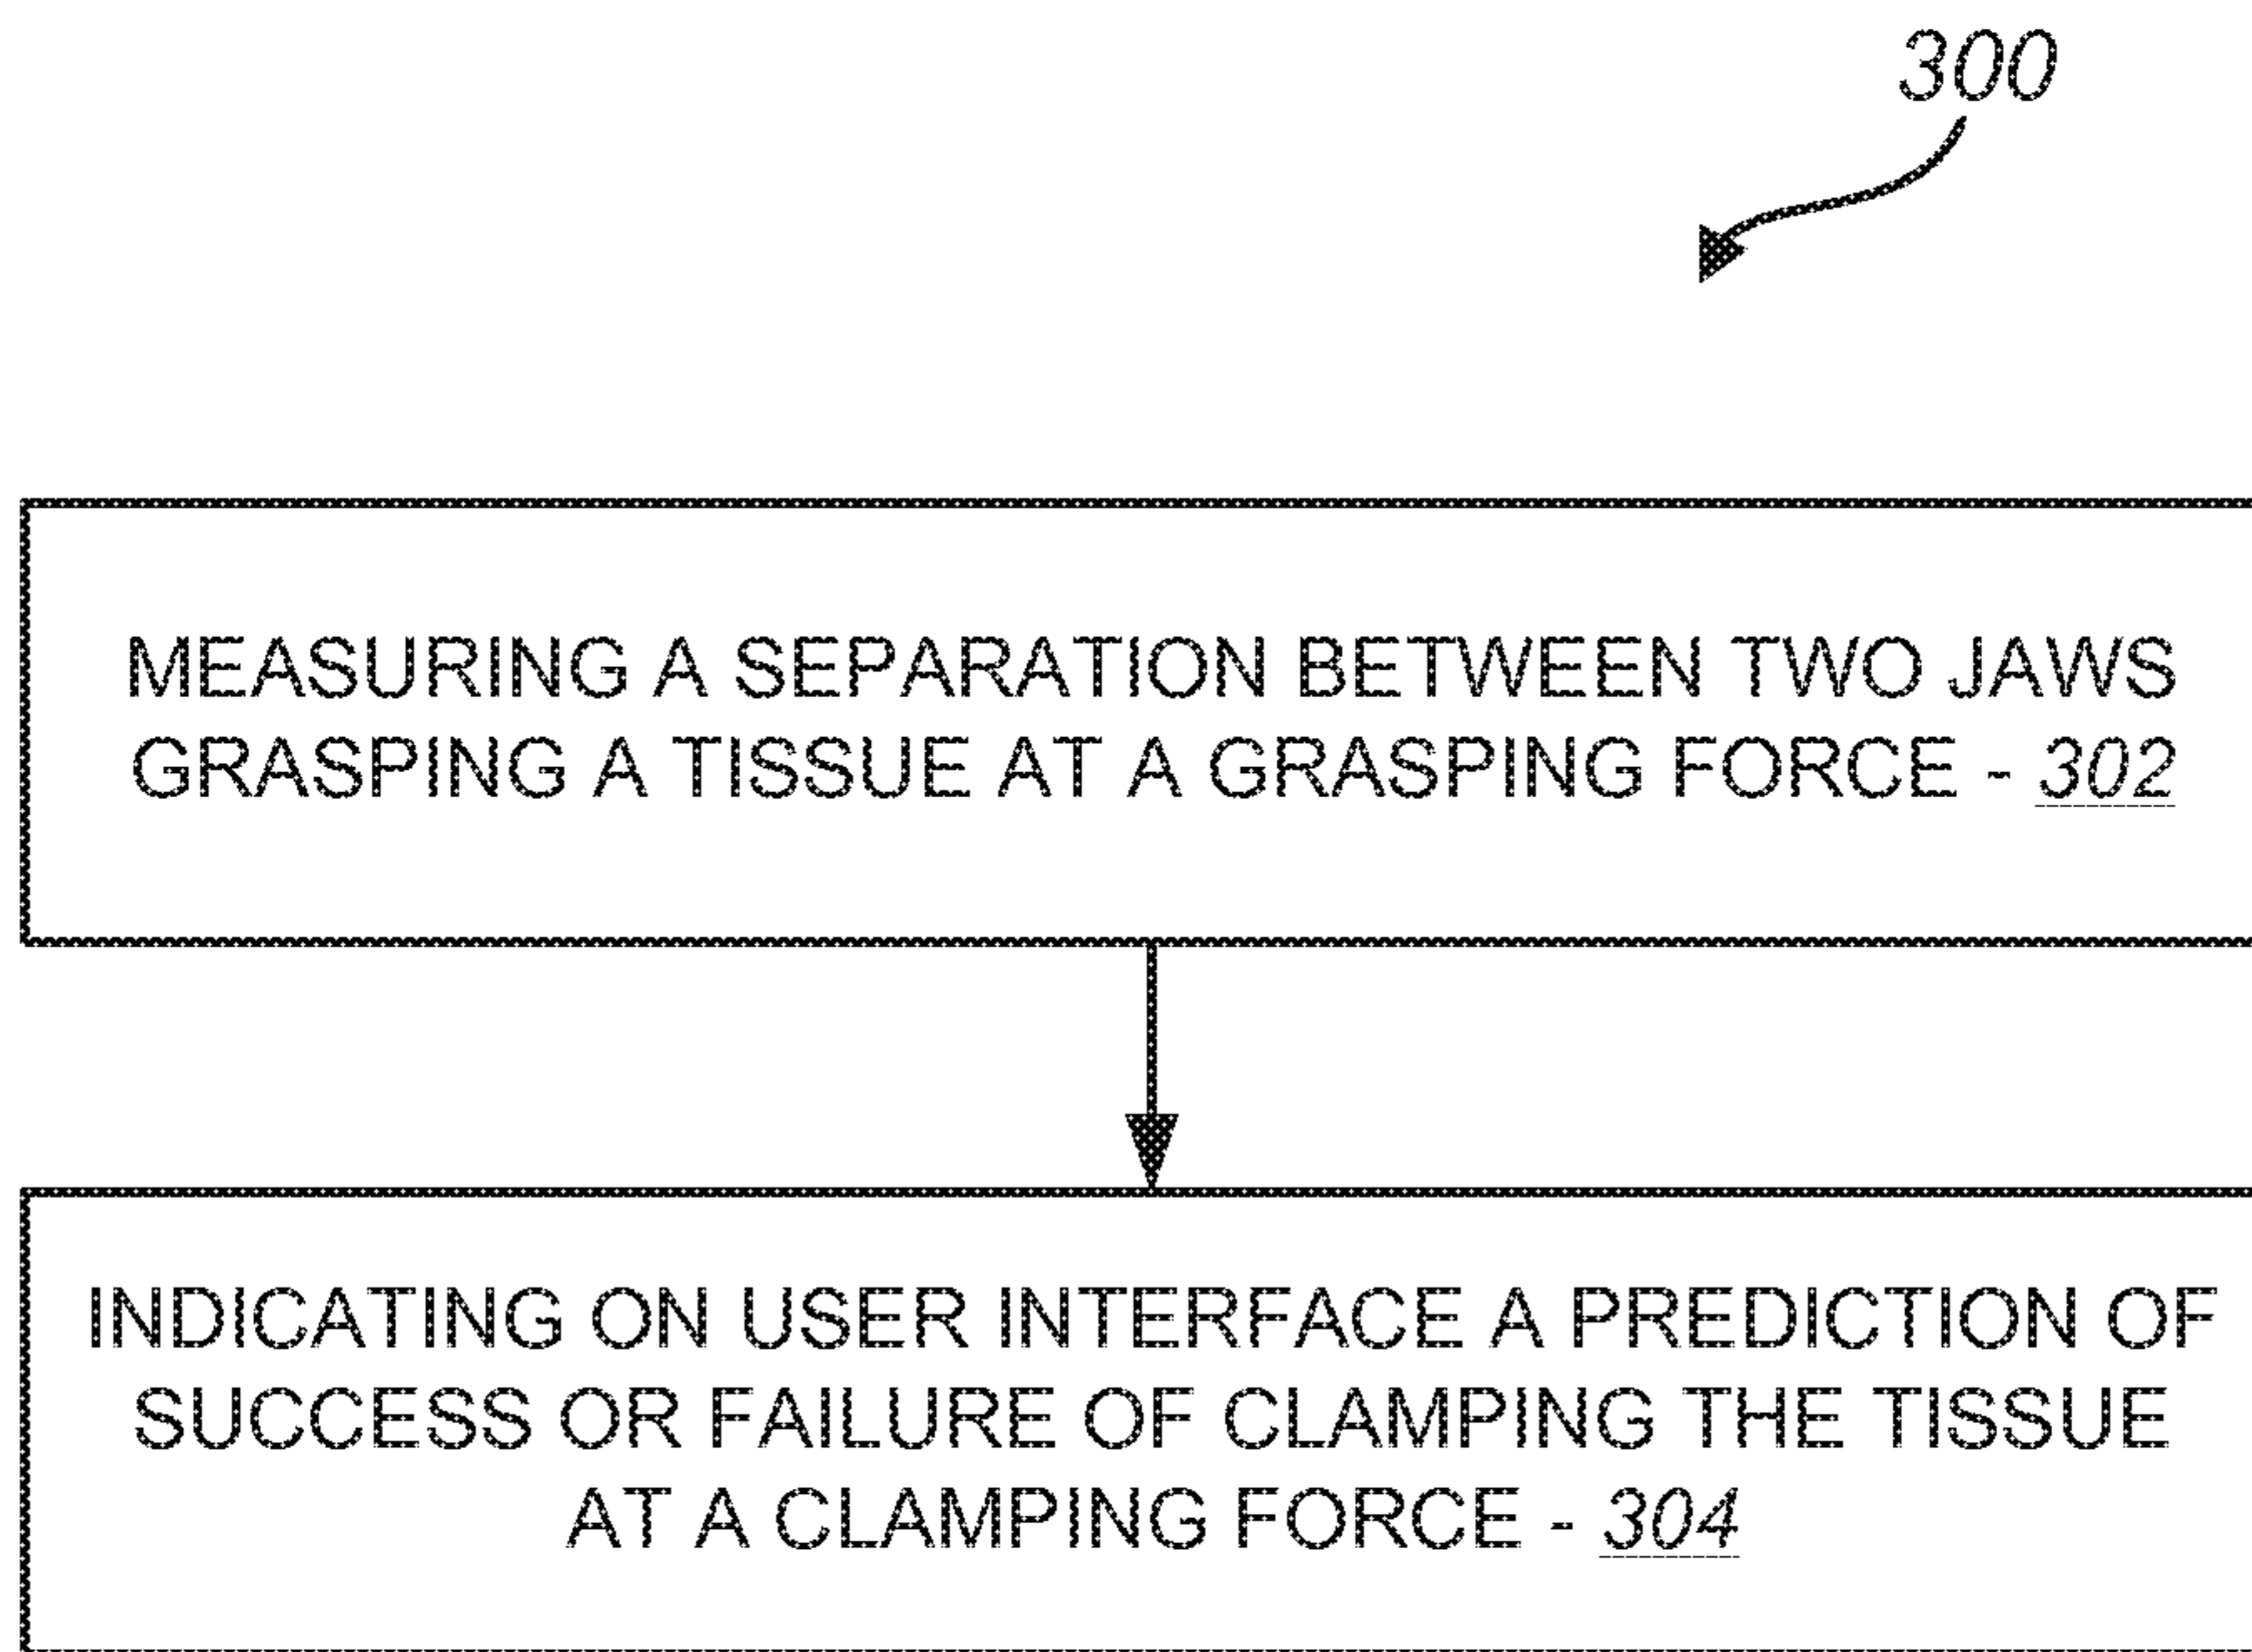 300
MEASURING A SEPARATION BETWEEN TWO JAWS
GRASPING A TISSUE AT A GRASPING FORCE - 302
INDICATING ON USER INTERFACE A PREDICTION OF
SUCCESS OR FAILURE OF CLAMPING THE TISSUE
AT A CLAMPING FORCE - 304